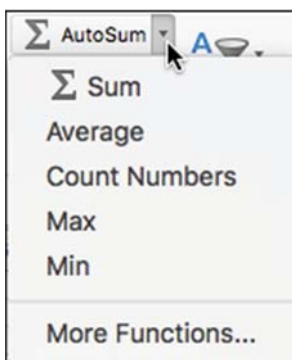 Σ AutoSum
A
Σ Sum
Average
Count Numbers
Max
Min
More Functions...